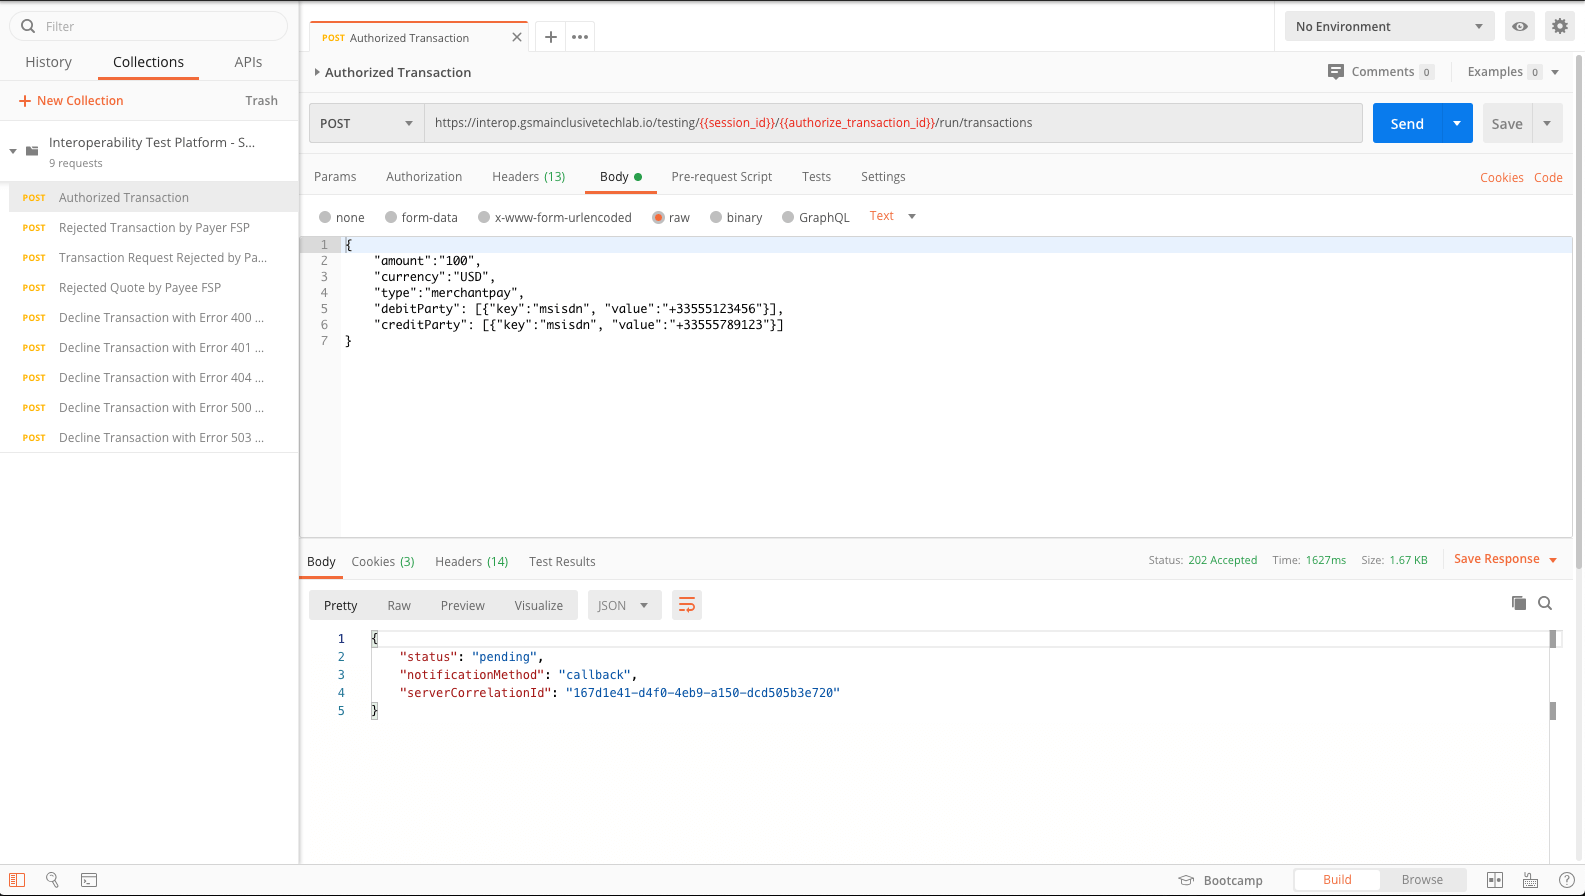 Filter
History
Collections
APIs
New Collection
Trash
Interoperability Test Platform - S...
9 requests
POST Authorized Transaction
POST Rejected Transaction by Payer FSP
POST Transaction Request Rejected by Pa...
POST Rejected Quote by Payee FSP
POST Decline Transaction with Error 400 ...
POST Decline Transaction with Error 401 ...
POST Decline Transaction with Error 404 ...
POST Decline Transaction with Error 500 ...
POST Decline Transaction with Error 503 ...
POST Authorized Transaction
No Environment
Authorized Transaction
Comments 0
Examples 0
POST
https://interop.gsmainclusivetechlab.io/testing/{{session_id}}/{{authorize_transaction_id}}/run/transactions
Send
Save
Params Authorization Headers (13) Body Pre-request Script Tests Settings
Cookies Code
none form-data x-www-form-urlencoded raw binary GraphQL Text
1 {
2 "amount":"100",
3 "currency":"USD",
4 "type":"merchantpay",
5 "debitParty": [{"key":"msisdn", "value":"+33555123456"}],
6 "creditParty": [{"key":"msisdn", "value":"+33555789123"}]
7 }
Body Cookies (3) Headers (14) Test Results
Status: 202 Accepted Time: 1627ms Size: 1.67 KB
Save Response
Pretty Raw Preview Visualize JSON
1 {
2 "status": "pending",
3 "notificationMethod": "callback",
4 "serverCorrelationId": "167d1e41-d4f0-4eb9-a150-dcd505b3e720"
5 }
Bootcamp
Build
Browse